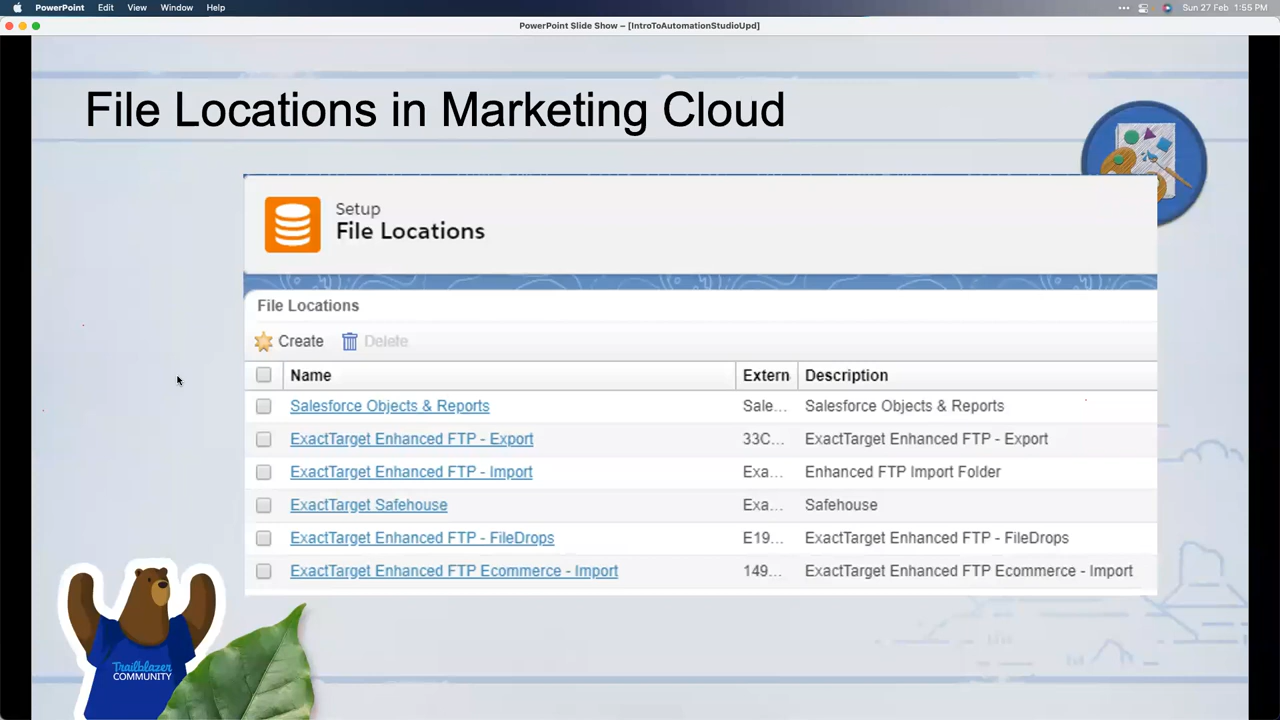 PowerPoint Edit View Window Help Sun 27 Feb 1:55 PM
PowerPoint Slide Show – [IntroToAutomationStudioUpd]
File Locations in Marketing Cloud
Setup
File Locations
File Locations
Create Delete
Name Extern Description
Salesforce Objects & Reports Sale... Salesforce Objects & Reports
ExactTarget Enhanced FTP - Export 33C... ExactTarget Enhanced FTP - Export
ExactTarget Enhanced FTP - Import Exa... Enhanced FTP Import Folder
ExactTarget Safehouse Exa... Safehouse
ExactTarget Enhanced FTP - FileDrops E19... ExactTarget Enhanced FTP - FileDrops
ExactTarget Enhanced FTP Ecommerce - Import 149... ExactTarget Enhanced FTP Ecommerce - Import
Trailblazer
COMMUNITY